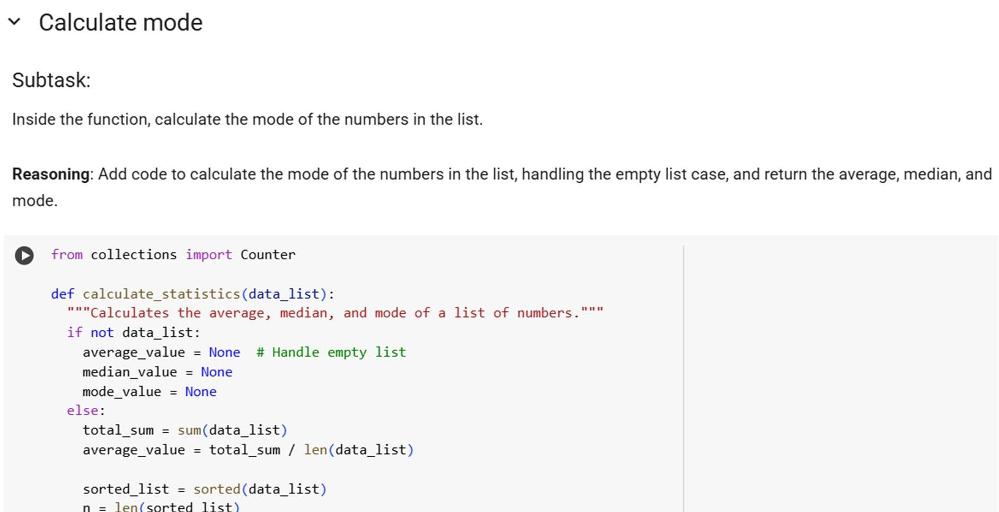 Calculate mode
Subtask:
Inside the function, calculate the mode of the numbers in the list.
Reasoning: Add code to calculate the mode of the numbers in the list, handling the empty list case, and return the average, median, and
mode.
from collections import Counter
def calculate_statistics(data_list):
  """Calculates the average, median, and mode of a list of numbers."""
  if not data_list:
    average_value = None  # Handle empty list
    median_value = None
    mode_value = None
  else:
    total_sum = sum(data_list)
    average_value = total_sum / len(data_list)
    sorted_list = sorted(data_list)
    n = len(sorted_list)